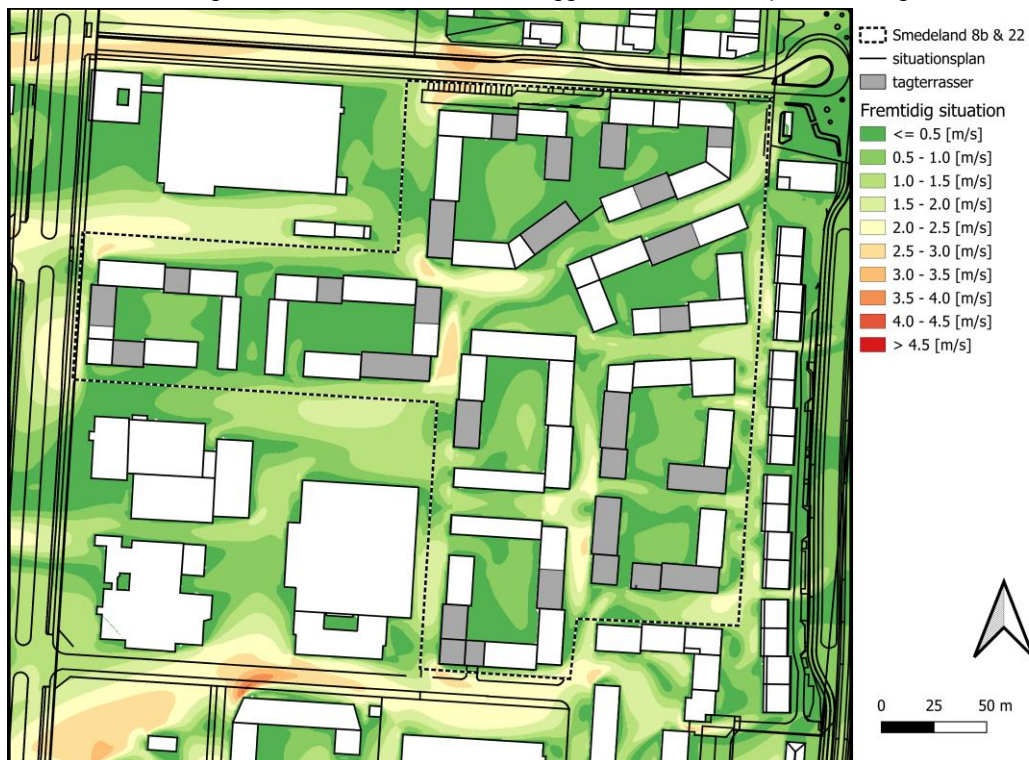 Smedeland 8b & 22
situationsplan
tagterrasser
Fremtidig situation
<= 0.5 [m/s]
0.5 - 1.0 [m/s]
1.0 - 1.5 [m/s]
1.5 - 2.0 [m/s]
2.0 - 2.5 [m/s]
2.5 - 3.0 [m/s]
3.0 - 3.5 [m/s]
3.5 - 4.0 [m/s]
4.0 - 4.5 [m/s]
> 4.5 [m/s]
0 25 50 m